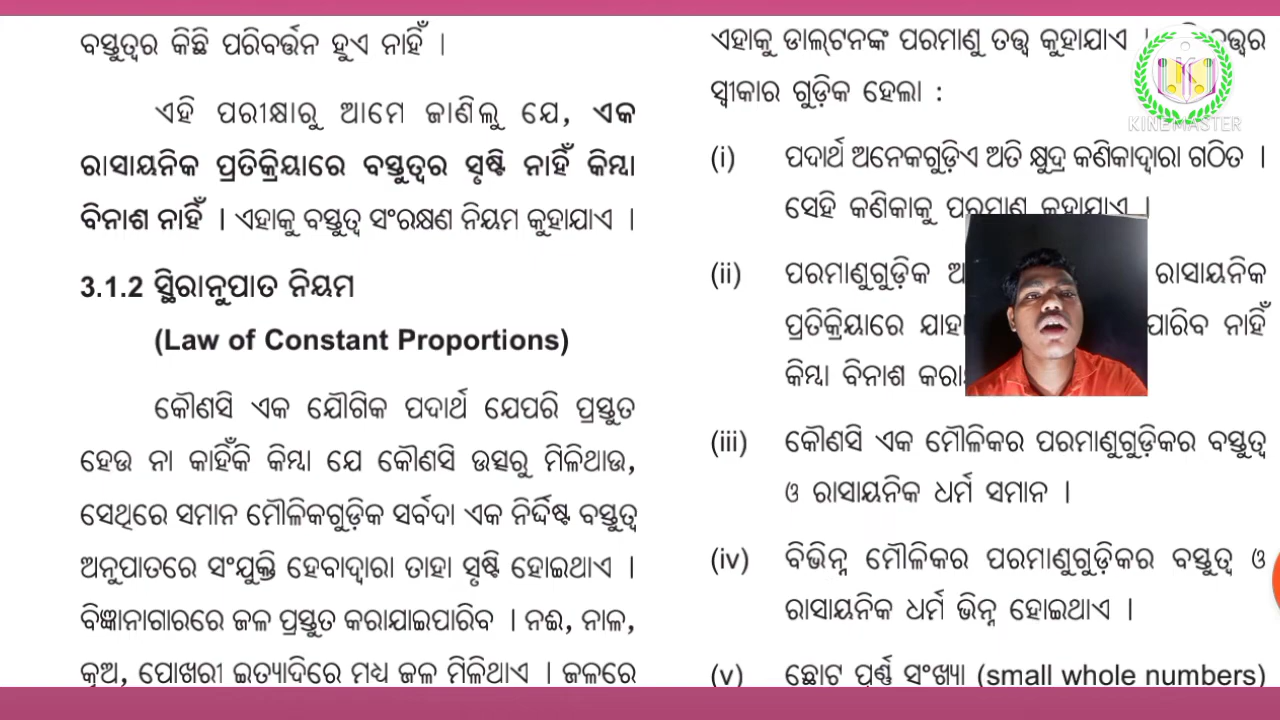 ବସ୍ତୁତ୍ୱର କିଛି ପରିବର୍ତ୍ତନ ହୁଏ ନାହିଁ ।
ଏହି ପରୀକ୍ଷାରୁ ଆମେ ଜାଣିଲୁ ଯେ, ଏକ
ରାସାୟନିକ ପ୍ରତିକ୍ରିୟାରେ ବସ୍ତୁତ୍ୱର ସୃଷ୍ଟି ନାହିଁ କିମ୍ବା
ବିନାଶ ନାହିଁ । ଏହାକୁ ବସ୍ତୁତ୍ୱ ସଂରକ୍ଷଣ ନିୟମ କୁହାଯାଏ ।
3.1.2 ସ୍ଥିରାନୁପାତ ନିୟମ
(Law of Constant Proportions)
କୌଣସି ଏକ ଯୌଗିକ ପଦାର୍ଥ ଯେପରି ପ୍ରସ୍ତୁତ
ହେଉ ନା କାହିଁକି କିମ୍ବା ଯେ କୌଣସି ଉତ୍ସରୁ ମିଳିଥାଉ,
ସେଥିରେ ସମାନ ମୌଳିକଗୁଡ଼ିକ ସର୍ବଦା ଏକ ନିର୍ଦ୍ଦିଷ୍ଟ ବସ୍ତୁତ୍ୱ
ଅନୁପାତରେ ସଂଯୁକ୍ତି ହେବାଦ୍ୱାରା ତାହା ସୃଷ୍ଟି ହୋଇଥାଏ ।
ବିଜ୍ଞାନାଗାରରେ ଜଳ ପ୍ରସ୍ତୁତ କରାଯାଇପାରିବ । ନଈ, ନାଳ,
କୂଅ, ପୋଖରୀ ଇତ୍ୟାଦିରେ ମଧ୍ୟ ଜଳ ମିଳିଥାଏ । ଜଳରେ
ଏହାକୁ ଡାଲ୍‌ଟନଙ୍କ ପରମାଣୁ ତତ୍ତ୍ୱ କୁହାଯାଏ ।
ସ୍ୱୀକାର ଗୁଡ଼ିକ ହେଲା :
(i) ପଦାର୍ଥ ଅନେକଗୁଡ଼ିଏ ଅତି କ୍ଷୁଦ୍ର କଣିକାଦ୍ୱାରା ଗଠିତ ।
ସେହି କଣିକାକୁ ପରମାଣୁ କୁହାଯାଏ ।
(ii) ପରମାଣୁଗୁଡ଼ିକ ରାସାୟନିକ
ପ୍ରତିକ୍ରିୟାରେ ନାହିଁ
କିମ୍ବା ବିନାଶ
(iii) କୌଣସି ଏକ ମୌଳିକର ପରମାଣୁଗୁଡ଼ିକର ବସ୍ତୁତ୍ୱ
ଓ ରାସାୟନିକ ଧର୍ମ ସମାନ ।
(iv) ବିଭିନ୍ନ ମୌଳିକର ପରମାଣୁଗୁଡ଼ିକର ବସ୍ତୁତ୍ୱ ଓ
ରାସାୟନିକ ଧର୍ମ ଭିନ୍ନ ହୋଇଥାଏ ।
(v) ଛୋଟ ପୂର୍ଣ୍ଣ ସଂଖ୍ୟା (small whole numbers)
KINEMASTER